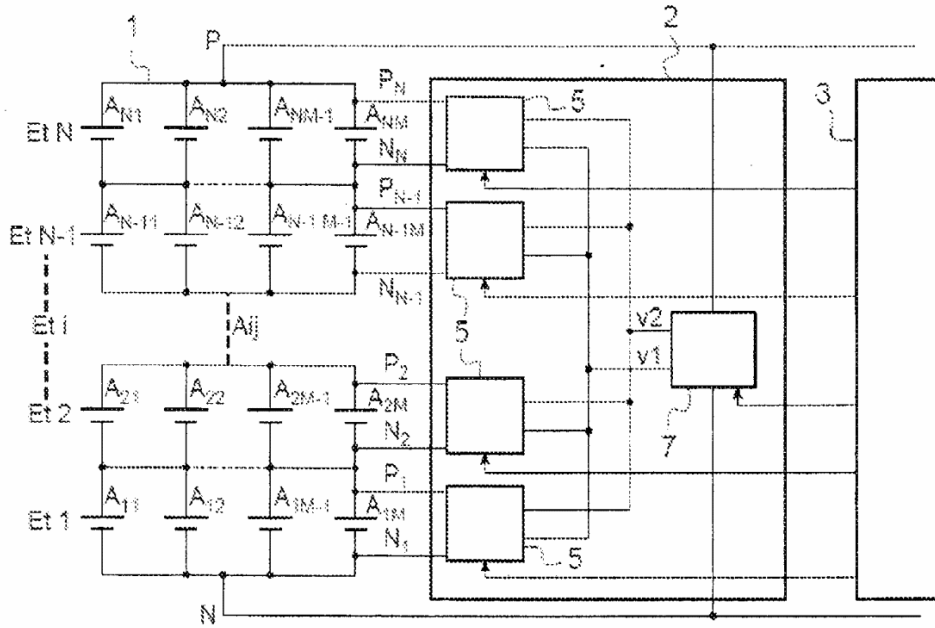 1
P
2
P_N
5
3
A_N1
A_N2
A_NM-1
A_NM
Et N
N_N
P_N-1
A_N-11
A_N-12
A_N-1 M-1
A_N-1M
Et N-1
N_N-1
Et i
Aij
5
v2
v1
P_2
A_21
A_22
A_2M-1
A_2M
Et 2
N_2
7
P_1
A_11
A_12
A_1M-1
A_1M
Et 1
N_1
5
N